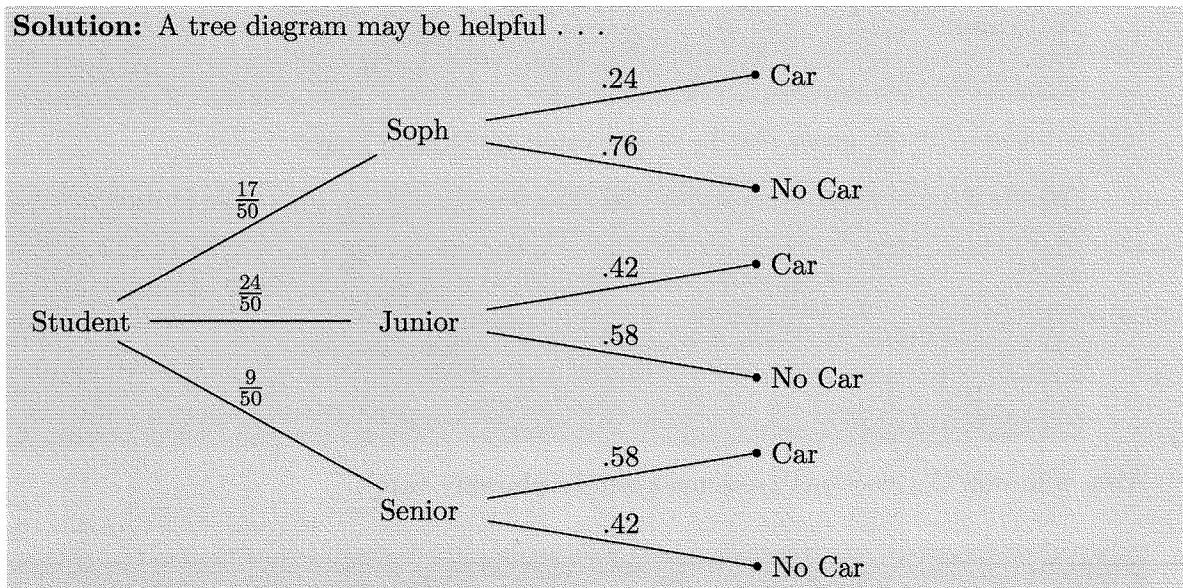 Solution: A tree diagram may be helpful . . .
.24 Car
Soph
.76
No Car
17/50
.42 Car
24/50
Student Junior
.58
No Car
9/50
.58 Car
Senior
.42
No Car